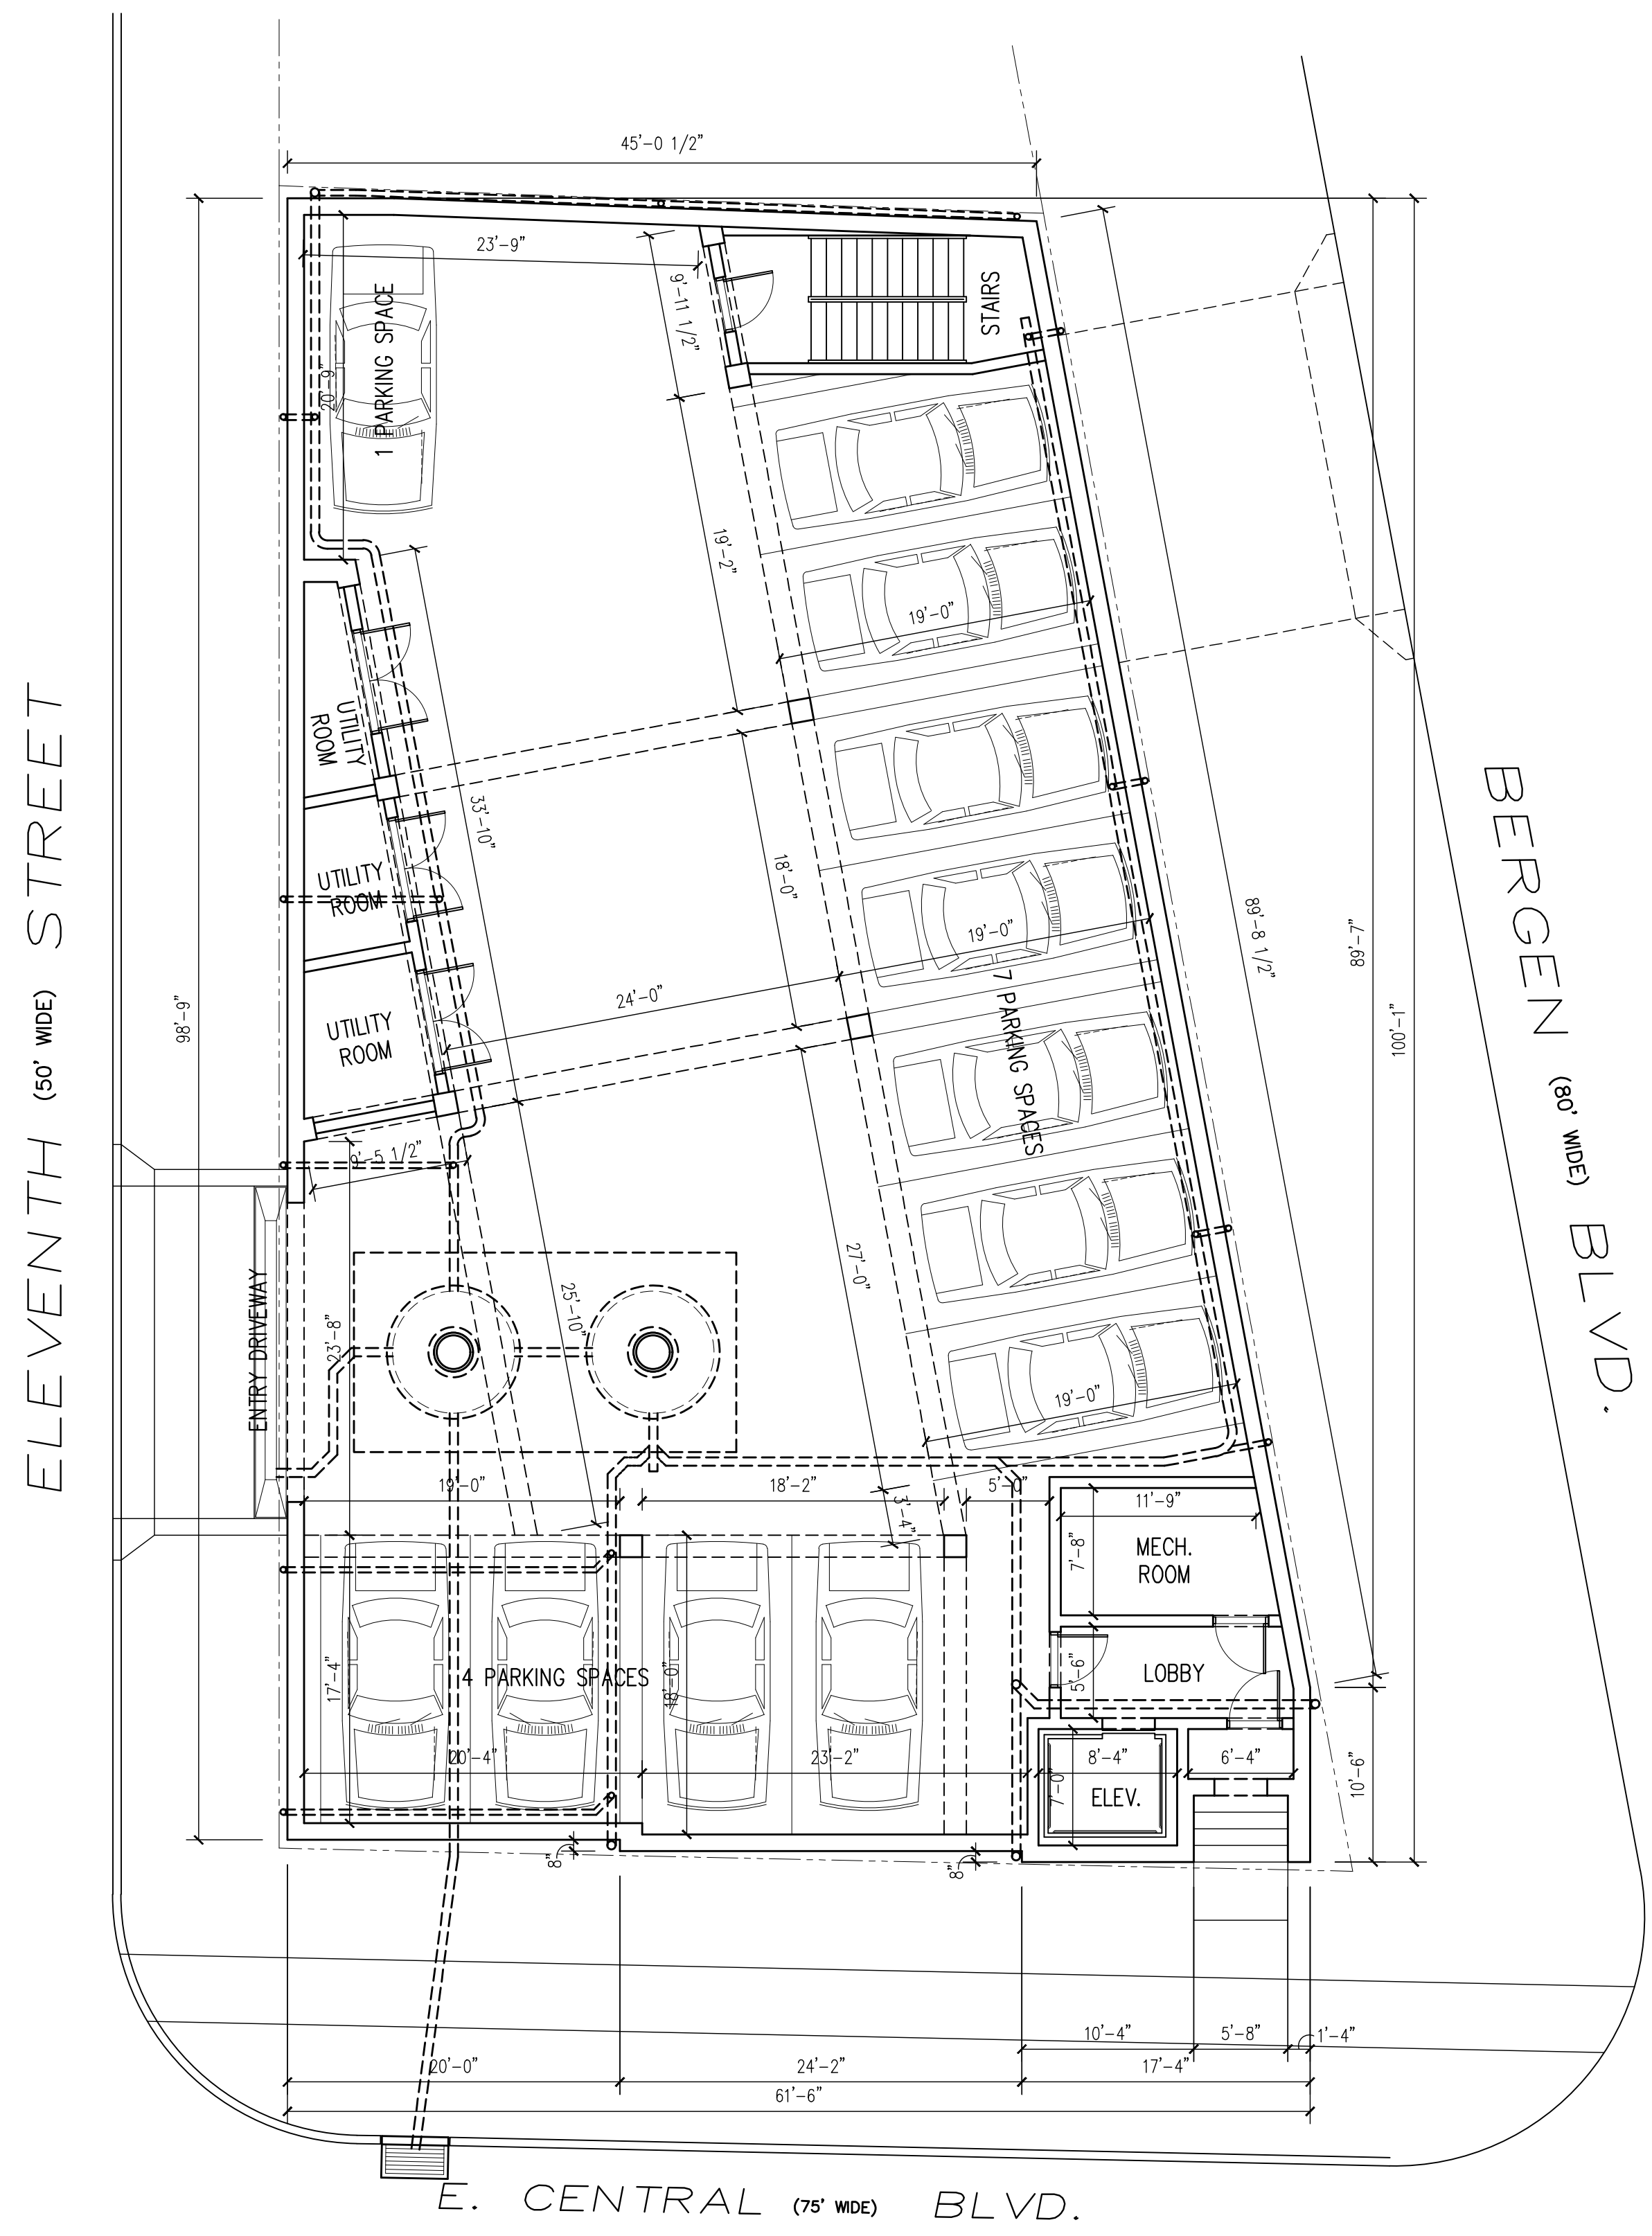 45'-0 1/2"
23'-9"
9'-11 1/2"
STAIRS
1 PARKING SPACE
20'-9"
19'-2"
19'-0"
UTILITY
ROOM
33'-10"
18'-0"
UTILITY
ROOM
19'-0"
7 PARKING SPACES
24'-0"
UTILITY
ROOM
9'-5 1/2"
98'-9"
89'-8 1/2"
89'-7"
100'-1"
ELEVENTH (50' WIDE) STREET
BERGEN (80' WIDE) BLVD.
27'-0"
25'-10"
23'-8"
ENTRY DRIVEWAY
19'-0"
19'-0"
18'-2"
5'-0"
3'-4"
11'-9"
7'-8"
MECH.
ROOM
17'-4"
4 PARKING SPACES
18'-0"
5'-6"
LOBBY
20'-4"
23'-2"
8'-4"
6'-4"
7'-0"
ELEV.
10'-6"
8"
8"
10'-4"
5'-8"
1'-4"
20'-0"
24'-2"
17'-4"
61'-6"
E. CENTRAL (75' WIDE) BLVD.